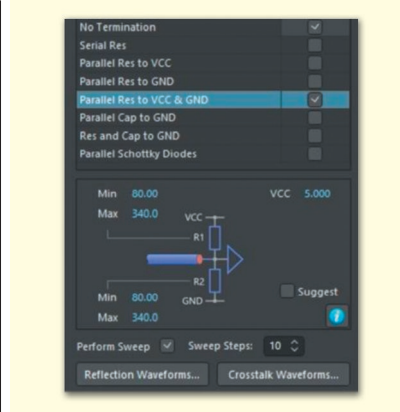 No Termination
Serial Res
Parallel Res to VCC
Parallel Res to GND
Parallel Res to VCC & GND
Parallel Cap to GND
Res and Cap to GND
Parallel Schottky Diodes
Min 80.00 VCC 5.000
Max 340.0 VCC
R1
R2
Min 80.00 GND Suggest
Max 340.0 i
Perform Sweep Sweep Steps: 10
Reflection Waveforms... Crosstalk Waveforms...